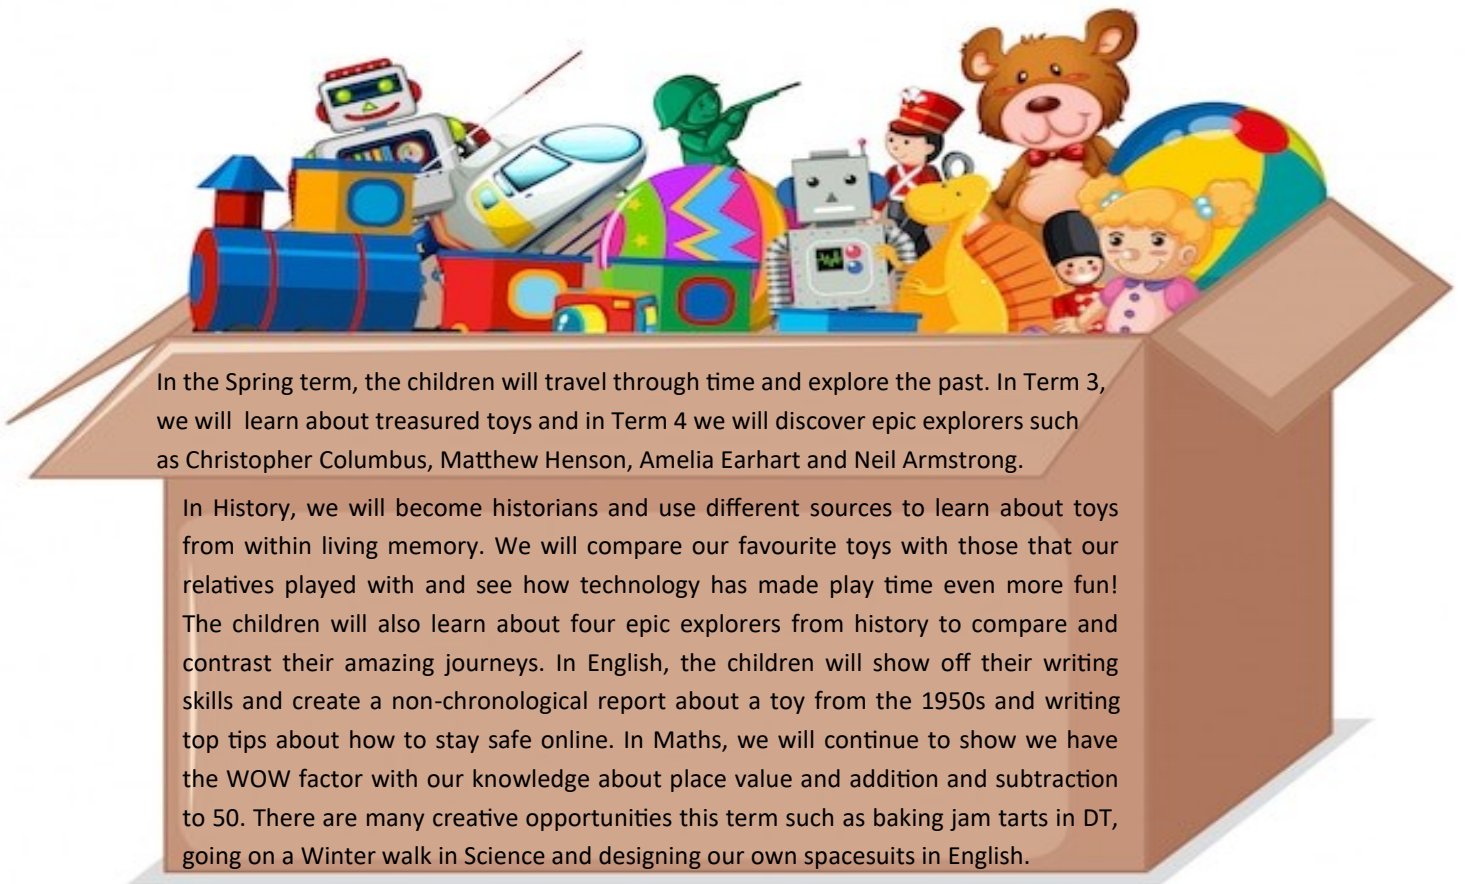 In the Spring term, the children will travel through time and explore the past. In Term 3,
we will  learn about treasured toys and in Term 4 we will discover epic explorers such
as Christopher Columbus, Matthew Henson, Amelia Earhart and Neil Armstrong.
In History, we will become historians and use different sources to learn about toys
from within living memory. We will compare our favourite toys with those that our
relatives played with and see how technology has made play time even more fun!
The children will also learn about four epic explorers from history to compare and
contrast their amazing journeys. In English, the children will show off their writing
skills and create a non-chronological report about a toy from the 1950s and writing
top tips about how to stay safe online. In Maths, we will continue to show we have
the WOW factor with our knowledge about place value and addition and subtraction
to 50. There are many creative opportunities this term such as baking jam tarts in DT,
going on a Winter walk in Science and designing our own spacesuits in English.